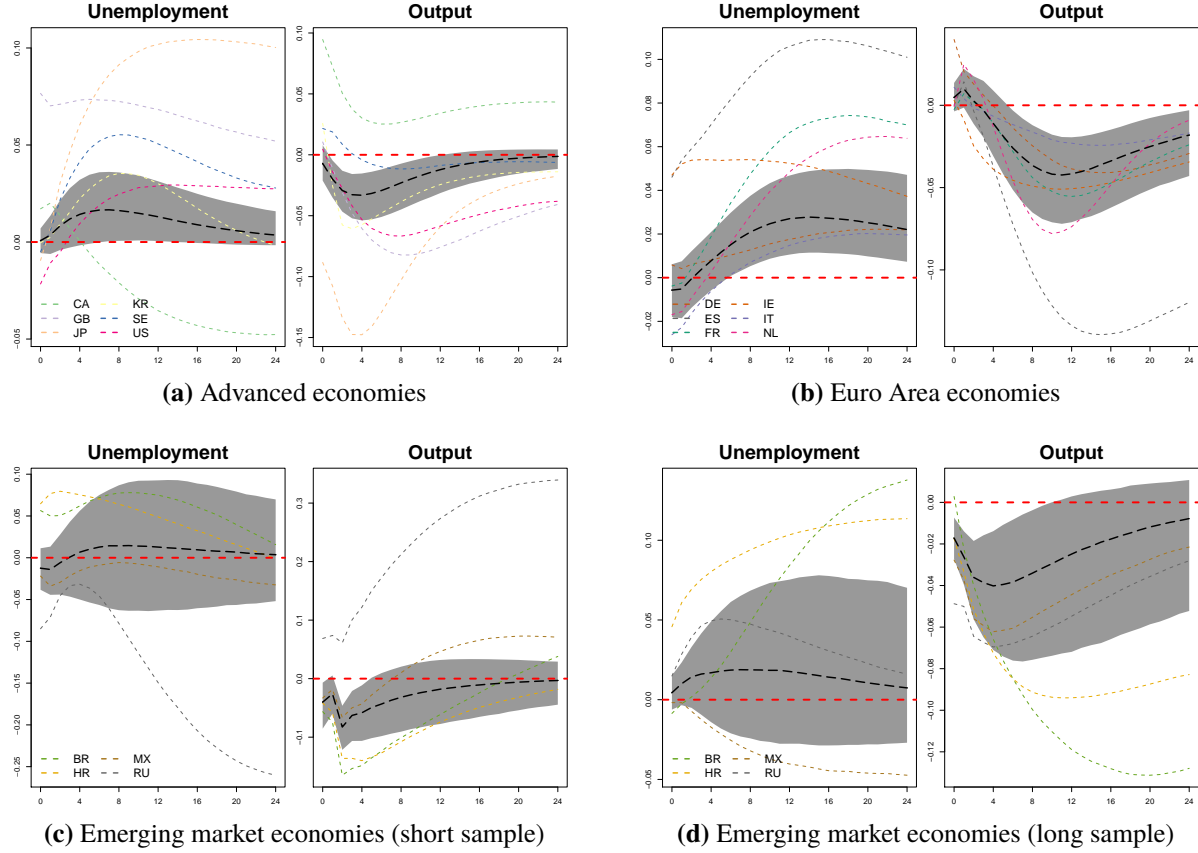 Unemployment
Output
0.10
0.05
0.00
-0.05
CA
GB
JP
KR
SE
US
0 4 8 12 16 20 24
0.10
0.05
0.00
-0.05
-0.10
-0.15
0 4 8 12 16 20 24
(a) Advanced economies
Unemployment
Output
0.10
0.08
0.06
0.04
0.02
0.00
-0.02
DE
ES
FR
IE
IT
NL
0 4 8 12 16 20 24
0.00
-0.05
-0.10
0 4 8 12 16 20 24
(b) Euro Area economies
Unemployment
Output
0.10
0.05
0.00
-0.05
-0.10
-0.15
-0.20
-0.25
BR
HR
MX
RU
0 4 8 12 16 20 24
0.3
0.2
0.1
0.0
-0.1
0 4 8 12 16 20 24
(c) Emerging market economies (short sample)
Unemployment
Output
0.10
0.05
0.00
-0.05
BR
HR
MX
RU
0 4 8 12 16 20 24
0.00
-0.02
-0.04
-0.06
-0.08
-0.10
-0.12
0 4 8 12 16 20 24
(d) Emerging market economies (long sample)